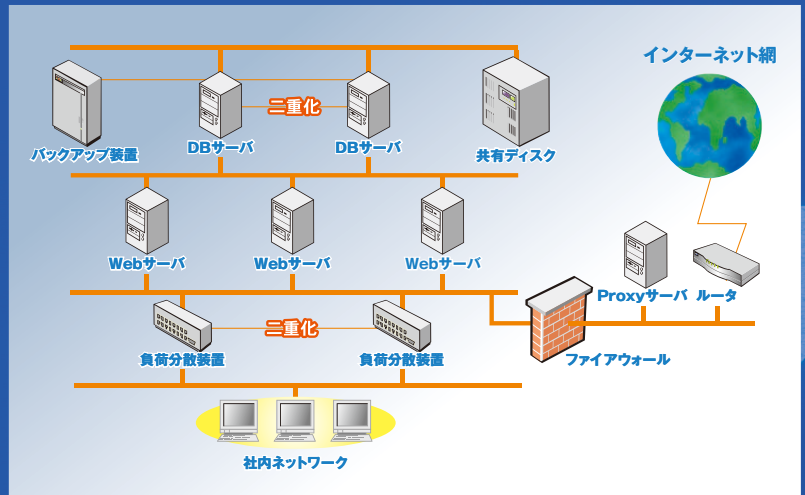 インターネット網
二重化
バックアップ装置
DBサーバ
DBサーバ
共有ディスク
Webサーバ
Webサーバ
Webサーバ
Proxyサーバ
ルータ
二重化
負荷分散装置
負荷分散装置
ファイアウォール
社内ネットワーク